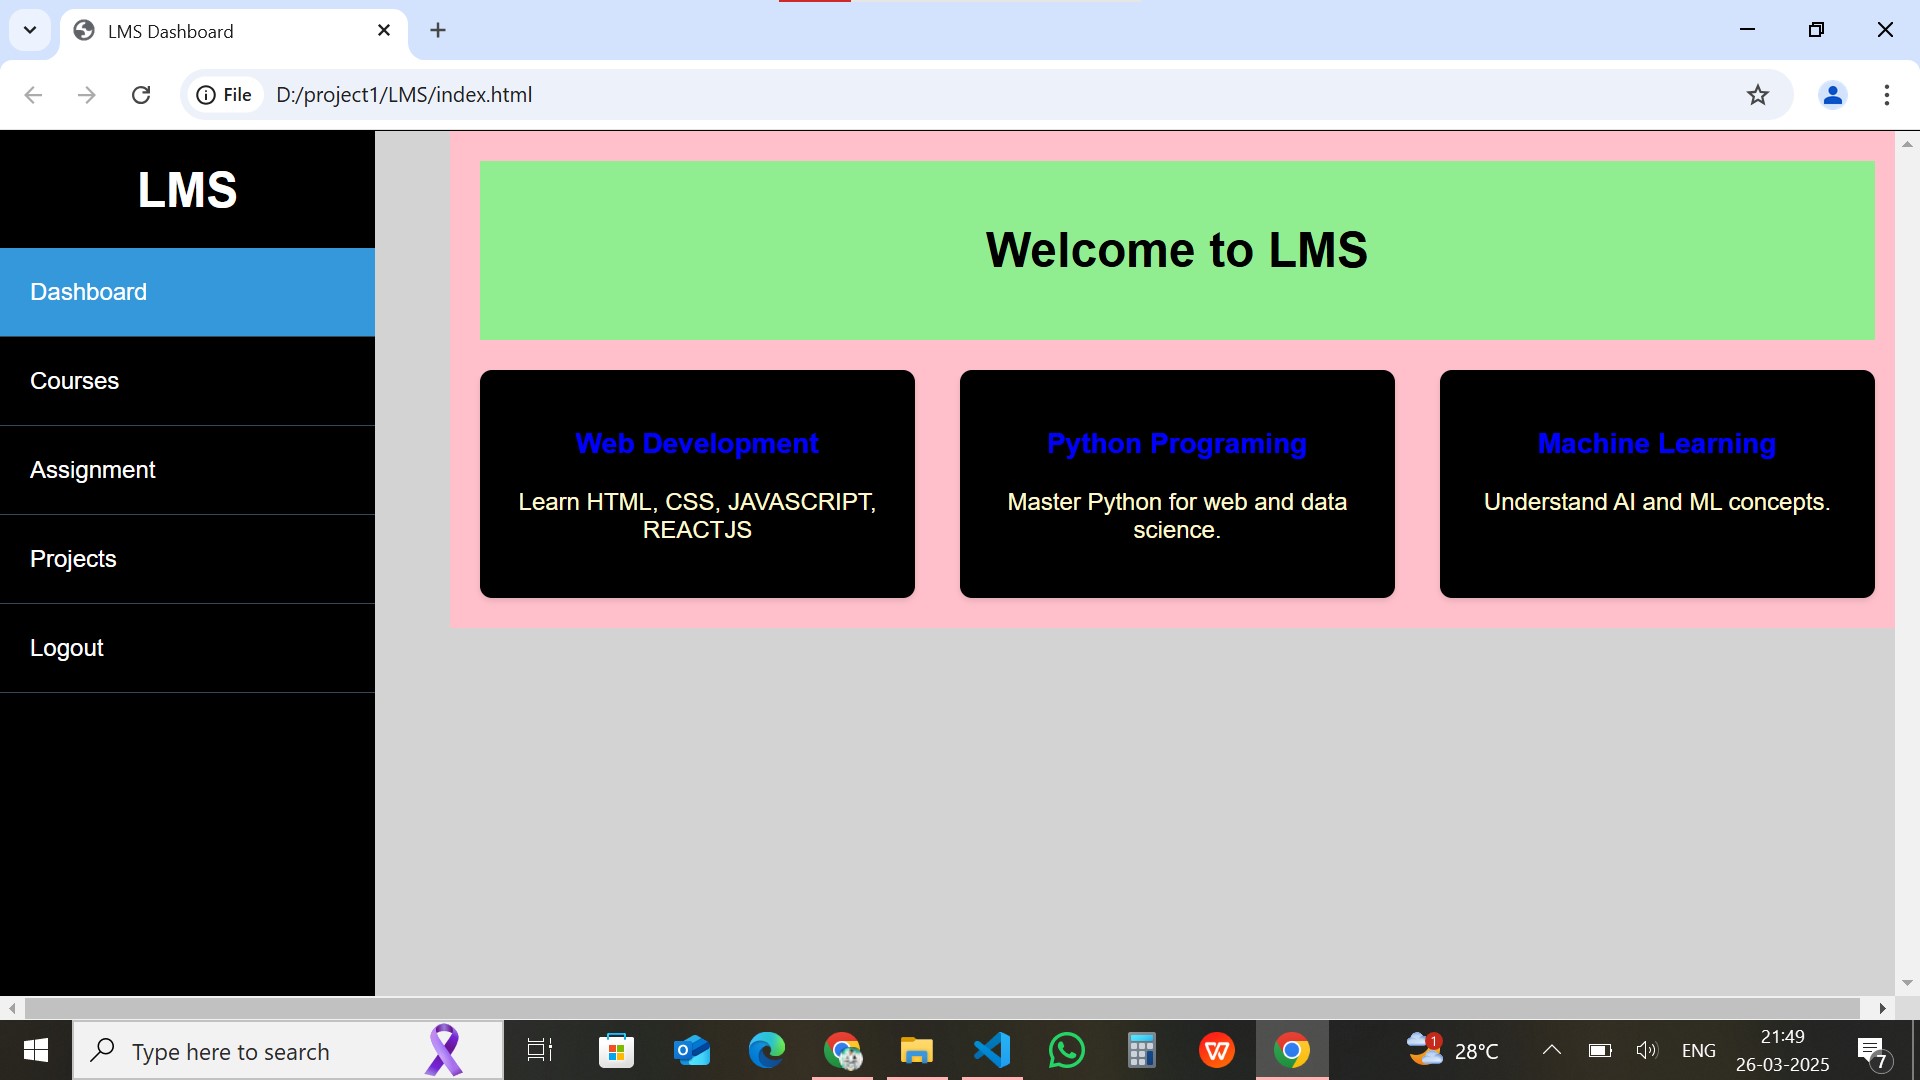 LMS Dashboard
File
D:/project1/LMS/index.html
LMS
Dashboard
Courses
Assignment
Projects
Logout
Welcome to LMS
Web Development
Learn HTML, CSS, JAVASCRIPT,
REACTJS
Python Programing
Master Python for web and data
science.
Machine Learning
Understand AI and ML concepts.
Type here to search
1
28°C
ENG
21:49
26-03-2025
7